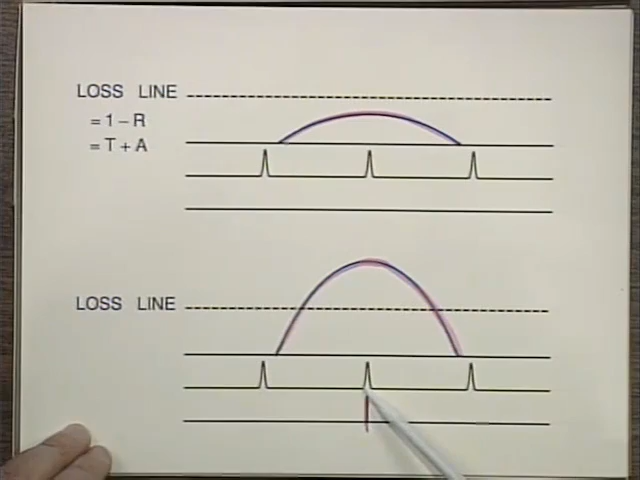 LOSS LINE
= 1 – R
= T + A
LOSS LINE